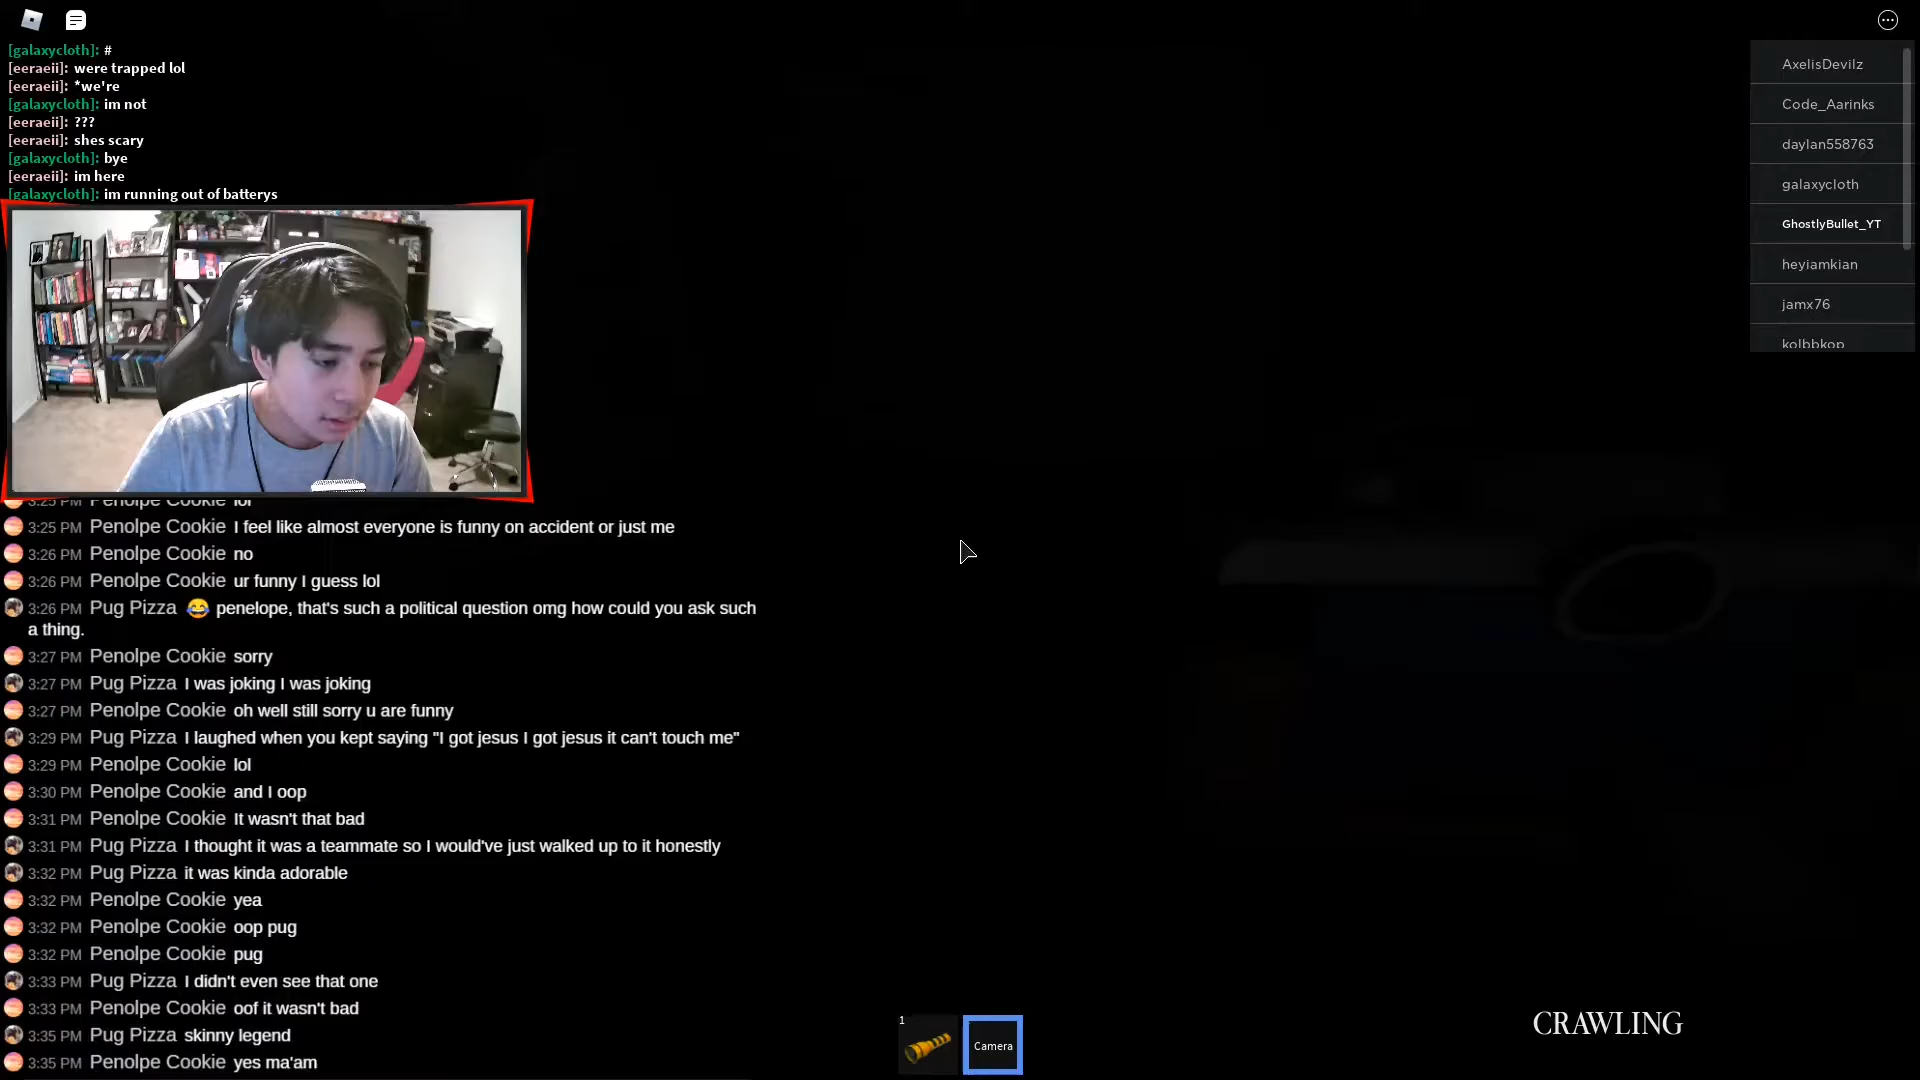 [galaxycloth]: #
[eeraeii]: were trapped lol
[eeraeii]: *we're
[galaxycloth]: im not
[eeraeii]: ???
[eeraeii]: shes scary
[galaxycloth]: bye
[eeraeii]: im here
[galaxycloth]: im running out of batterys
AxelisDevilz
Code_Aarinks
daylan558763
galaxycloth
GhostlyBullet_YT
heyiamkian
jamx76
kolbbkop
3:25 PM Penolpe Cookie lol
3:25 PM Penolpe Cookie I feel like almost everyone is funny on accident or just me
3:26 PM Penolpe Cookie no
3:26 PM Penolpe Cookie ur funny I guess lol
3:26 PM Pug Pizza 😂 penelope, that's such a political question omg how could you ask such
a thing.
3:27 PM Penolpe Cookie sorry
3:27 PM Pug Pizza I was joking I was joking
3:27 PM Penolpe Cookie oh well still sorry u are funny
3:29 PM Pug Pizza I laughed when you kept saying "I got jesus I got jesus it can't touch me"
3:29 PM Penolpe Cookie lol
3:30 PM Penolpe Cookie and I oop
3:31 PM Penolpe Cookie It wasn't that bad
3:31 PM Pug Pizza I thought it was a teammate so I would've just walked up to it honestly
3:32 PM Pug Pizza it was kinda adorable
3:32 PM Penolpe Cookie yea
3:32 PM Penolpe Cookie oop pug
3:32 PM Penolpe Cookie pug
3:33 PM Pug Pizza I didn't even see that one
3:33 PM Penolpe Cookie oof it wasn't bad
3:35 PM Pug Pizza skinny legend
3:35 PM Penolpe Cookie yes ma'am
1
Camera
CRAWLING